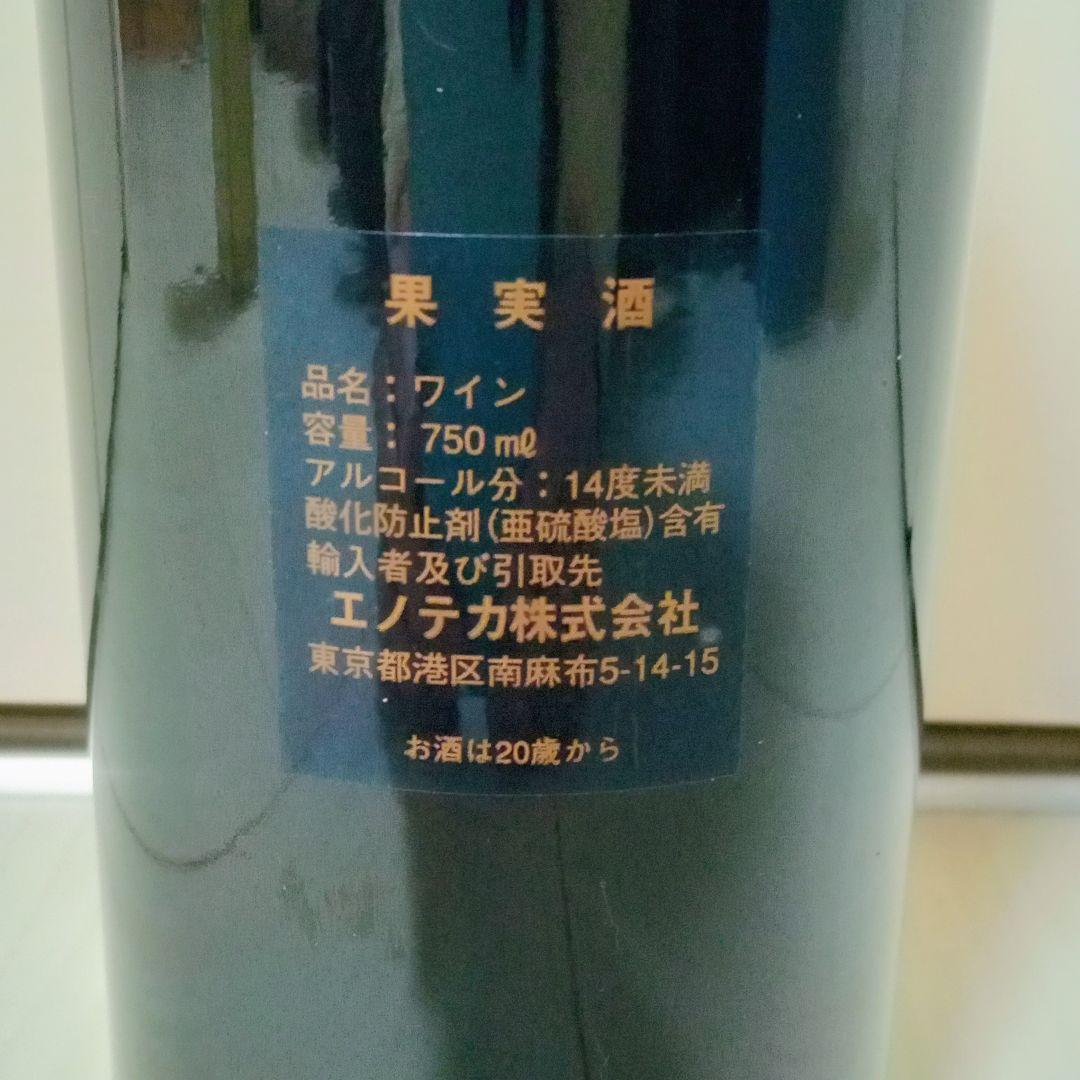 果実酒
品名：ワイン
容量：750㎖
アルコール分：14度未満
酸化防止剤(亜硫酸塩)含有
輸入者及び引取先
エノテカ株式会社
東京都港区南麻布5-14-15
お酒は20歳から